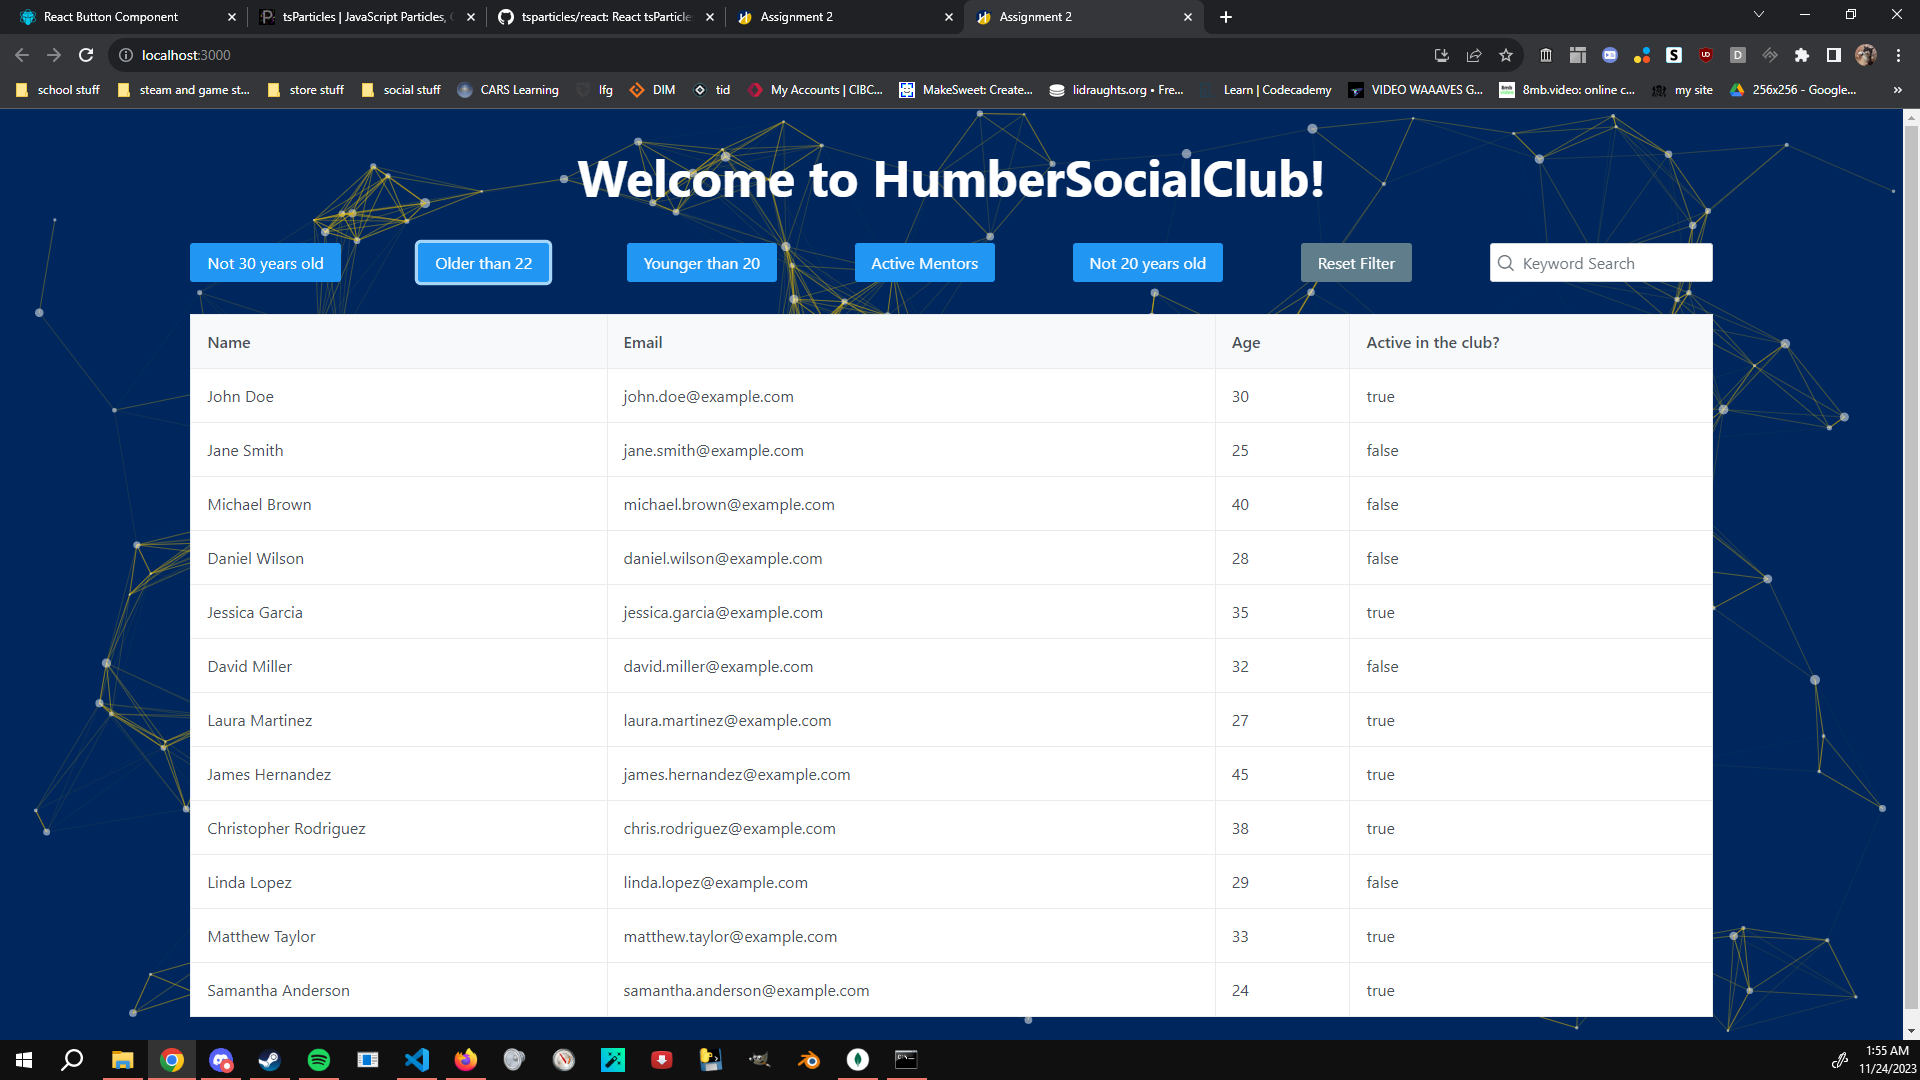 React Button Component
tsParticles | JavaScript Particles,
tsparticles/react: React tsParticle
Assignment 2
Assignment 2
localhost:3000
school stuff
steam and game st...
store stuff
social stuff
CARS Learning
lfg
DIM
tid
My Accounts | CIBC...
MakeSweet: Create...
lidraughts.org • Fre...
Learn | Codecademy
VIDEO WAAAVES G...
8mb.video: online c...
my site
256x256 - Google...
»
Welcome to HumberSocialClub!
Not 30 years old
Older than 22
Younger than 20
Active Mentors
Not 20 years old
Reset Filter
Keyword Search
Name Email Age Active in the club?
John Doe john.doe@example.com 30 true
Jane Smith jane.smith@example.com 25 false
Michael Brown michael.brown@example.com 40 false
Daniel Wilson daniel.wilson@example.com 28 false
Jessica Garcia jessica.garcia@example.com 35 true
David Miller david.miller@example.com 32 false
Laura Martinez laura.martinez@example.com 27 true
James Hernandez james.hernandez@example.com 45 true
Christopher Rodriguez chris.rodriguez@example.com 38 true
Linda Lopez linda.lopez@example.com 29 false
Matthew Taylor matthew.taylor@example.com 33 true
Samantha Anderson samantha.anderson@example.com 24 true
1:55 AM
11/24/2023